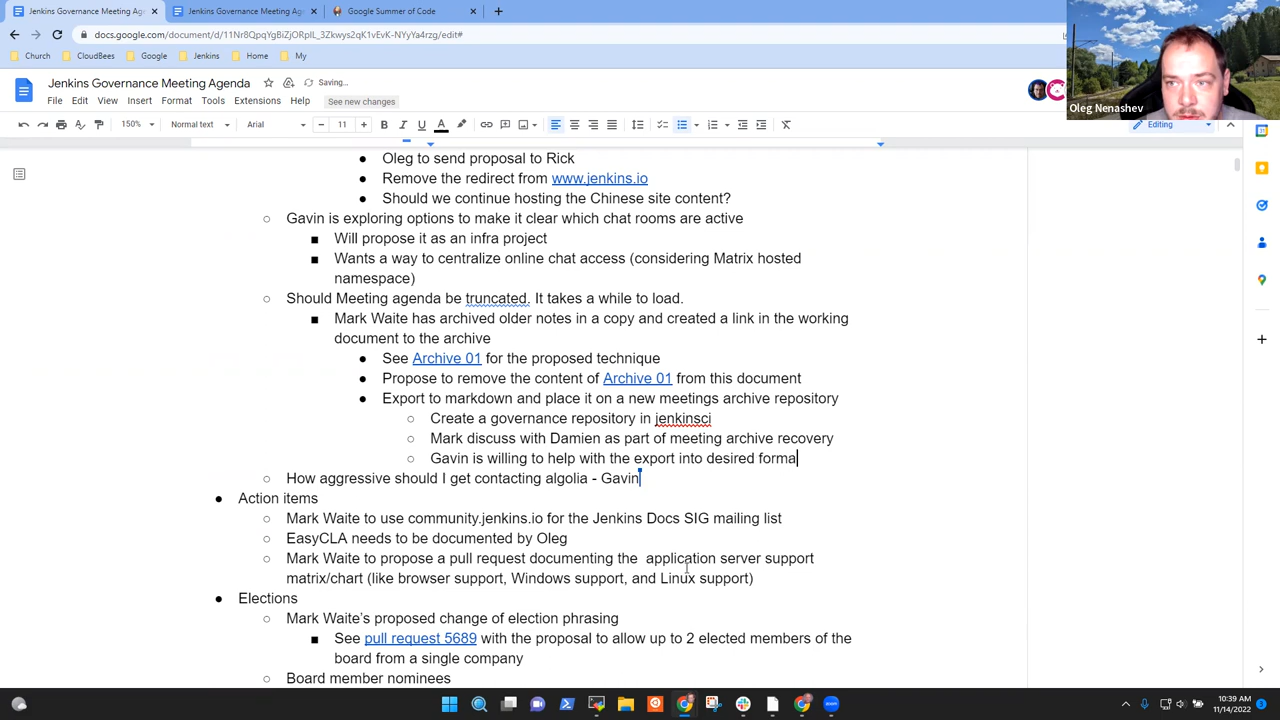 Jenkins Governance Meeting Agenda
Jenkins Governance Meeting Agenda
Google Summer of Code
docs.google.com/document/d/11Nr8QpqYgBiZjORpIL_3Zkwys2qK1vEvK-NYyYa4rzg/edit#
Church
CloudBees
Google
Jenkins
Home
My
Jenkins Governance Meeting Agenda
Saving...
File Edit View Insert Format Tools Extensions Help
See new changes
Oleg Nenashev
150%
Normal text
Arial
11
Editing
● Oleg to send proposal to Rick
● Remove the redirect from www.jenkins.io
● Should we continue hosting the Chinese site content?
○ Gavin is exploring options to make it clear which chat rooms are active
■ Will propose it as an infra project
■ Wants a way to centralize online chat access (considering Matrix hosted
namespace)
○ Should Meeting agenda be truncated. It takes a while to load.
■ Mark Waite has archived older notes in a copy and created a link in the working
document to the archive
● See Archive 01 for the proposed technique
● Propose to remove the content of Archive 01 from this document
● Export to markdown and place it on a new meetings archive repository
○ Create a governance repository in jenkinsci
○ Mark discuss with Damien as part of meeting archive recovery
○ Gavin is willing to help with the export into desired forma
○ How aggressive should I get contacting algolia - Gavin
● Action items
○ Mark Waite to use community.jenkins.io for the Jenkins Docs SIG mailing list
○ EasyCLA needs to be documented by Oleg
○ Mark Waite to propose a pull request documenting the application server support
matrix/chart (like browser support, Windows support, and Linux support)
● Elections
○ Mark Waite's proposed change of election phrasing
■ See pull request 5689 with the proposal to allow up to 2 elected members of the
board from a single company
○ Board member nominees
10:39 AM
11/14/2022